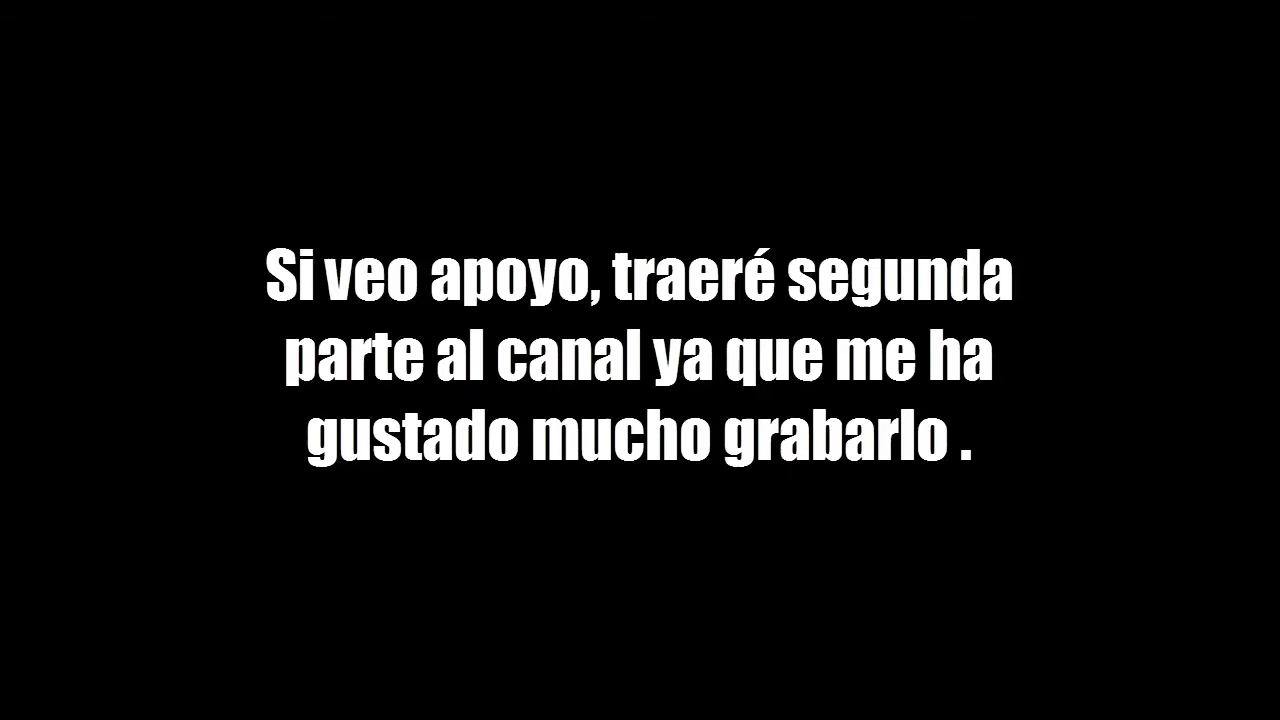 Si veo apoyo, traeré segunda
parte al canal ya que me ha
gustado mucho grabarlo .